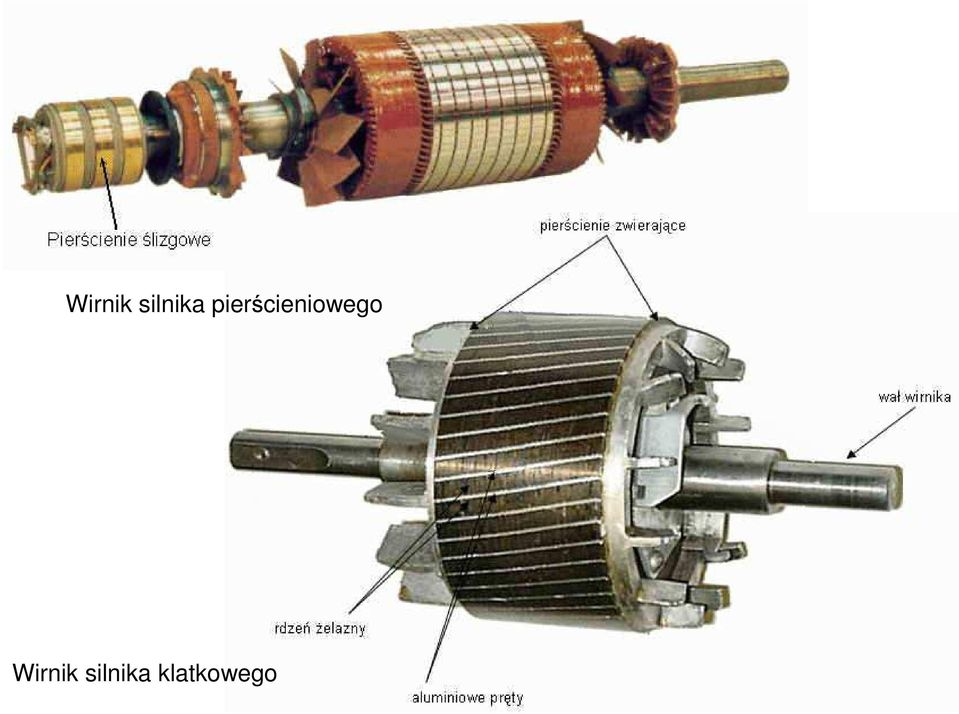 Pierścienie ślizgowe
pierścienie zwierające
Wirnik silnika pierścieniowego
wał wirnika
rdzeń żelazny
Wirnik silnika klatkowego
aluminiowe pręty